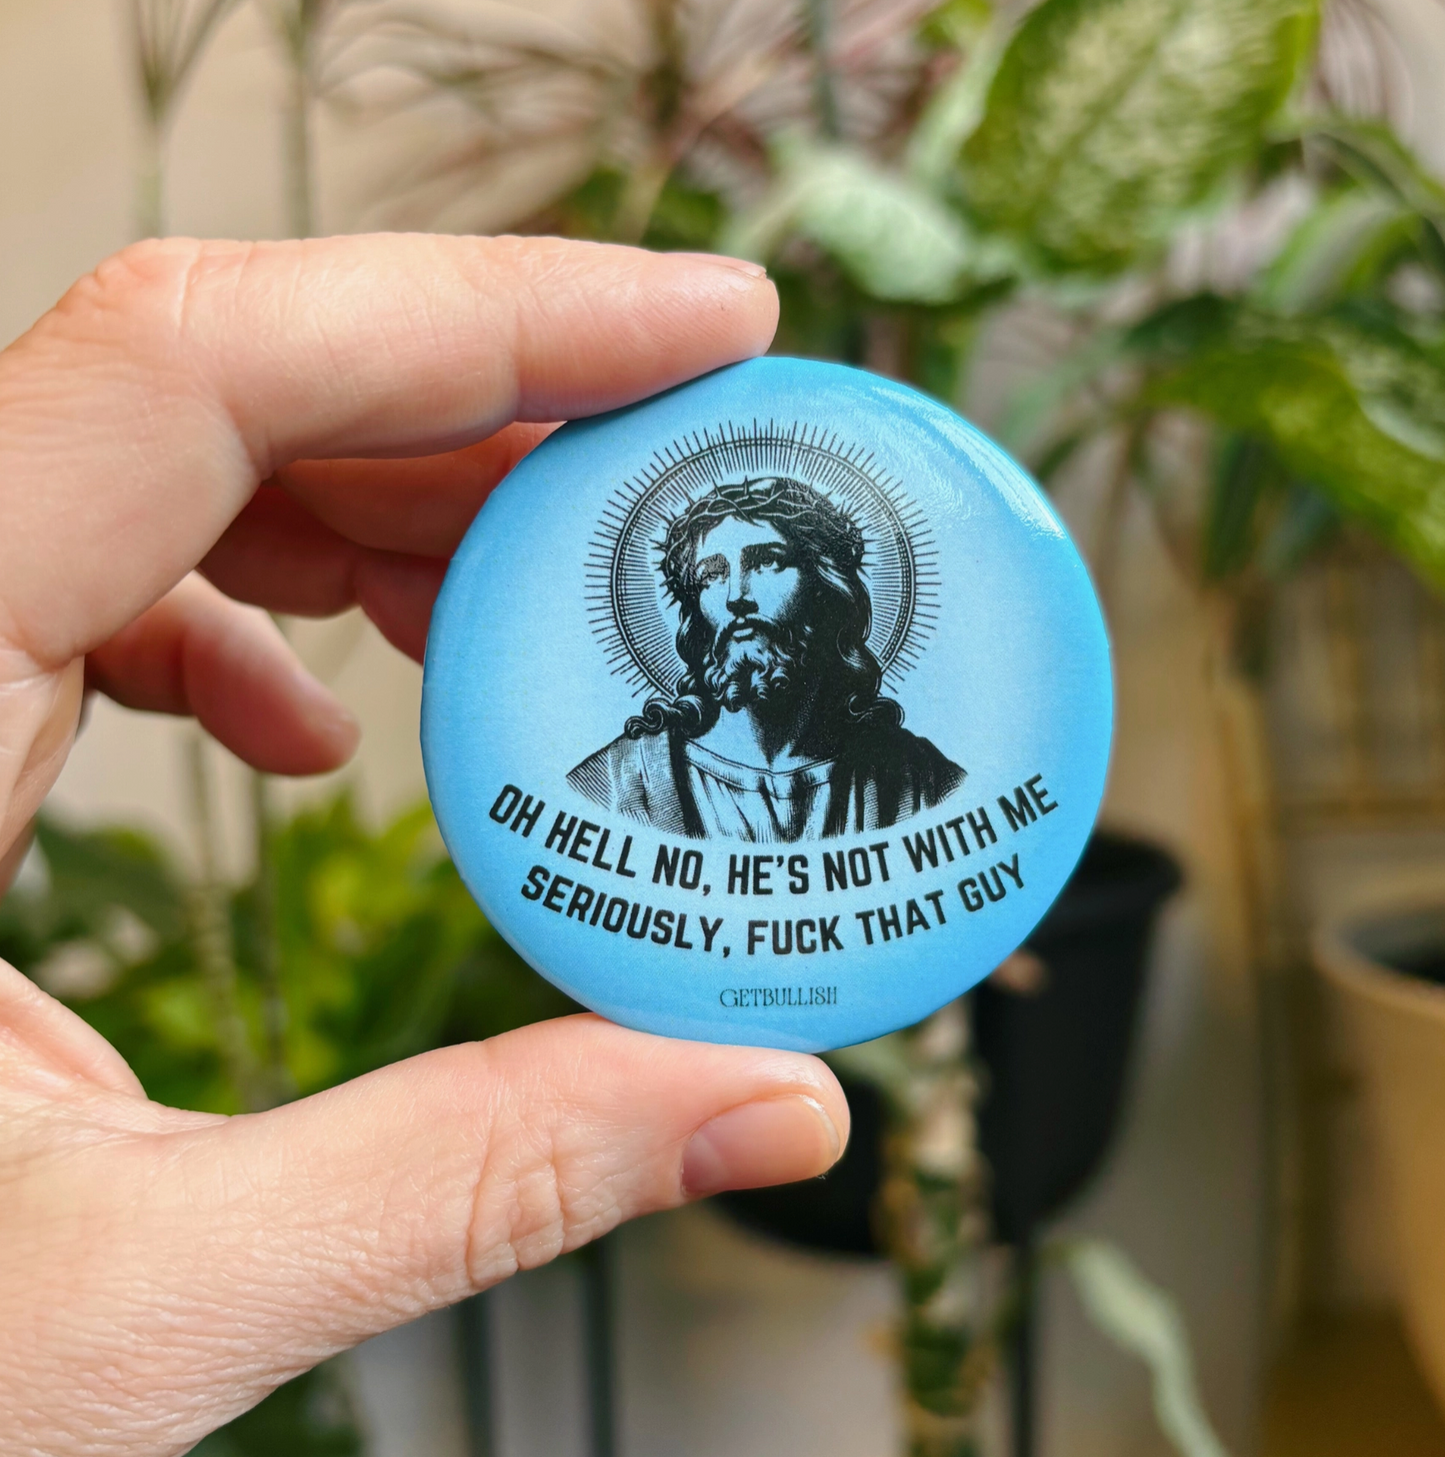 OH HELL NO, HE'S NOT WITH ME
SERIOUSLY, FUCK THAT GUY
GETBULLISH